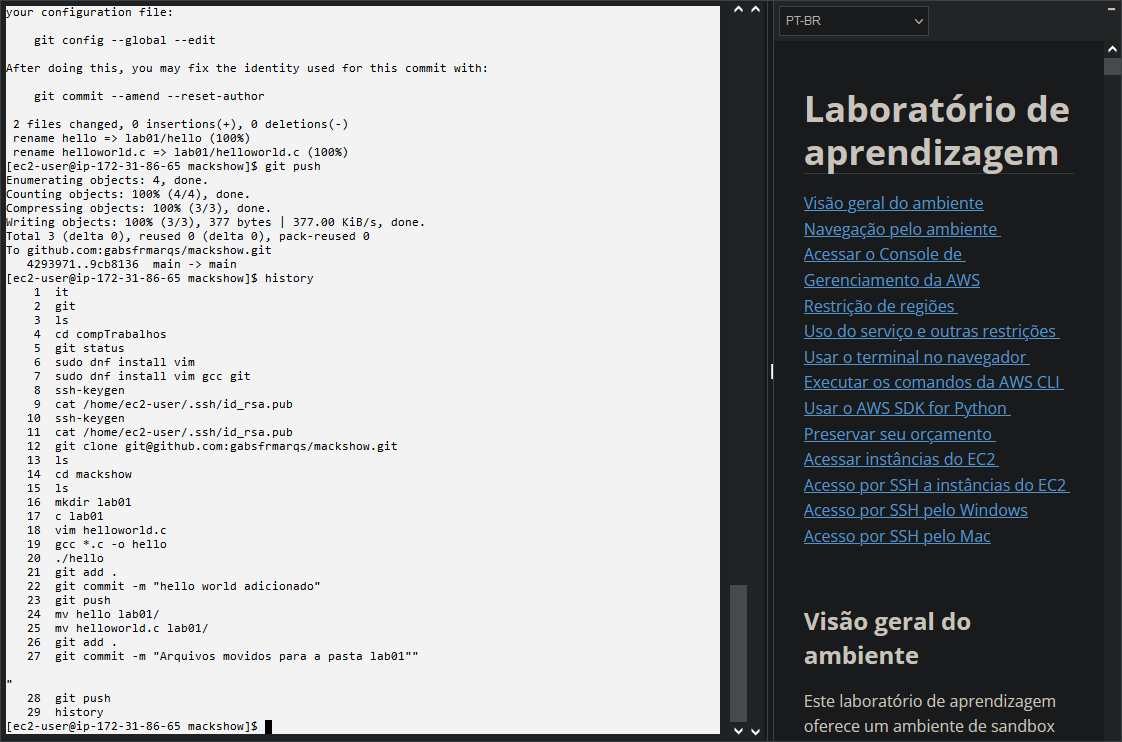 your configuration file:
    git config --global --edit
After doing this, you may fix the identity used for this commit with:
    git commit --amend --reset-author
 2 files changed, 0 insertions(+), 0 deletions(-)
 rename hello => lab01/hello (100%)
 rename helloworld.c => lab01/helloworld.c (100%)
[ec2-user@ip-172-31-86-65 mackshow]$ git push
Enumerating objects: 4, done.
Counting objects: 100% (4/4), done.
Compressing objects: 100% (3/3), done.
Writing objects: 100% (3/3), 377 bytes | 377.00 KiB/s, done.
Total 3 (delta 0), reused 0 (delta 0), pack-reused 0
To github.com:gabsfrmarqs/mackshow.git
   4293971..9cb8136  main -> main
[ec2-user@ip-172-31-86-65 mackshow]$ history
    1  it
    2  git
    3  ls
    4  cd compTrabalhos
    5  git status
    6  sudo dnf install vim
    7  sudo dnf install vim gcc git
    8  ssh-keygen
    9  cat /home/ec2-user/.ssh/id_rsa.pub
   10  ssh-keygen
   11  cat /home/ec2-user/.ssh/id_rsa.pub
   12  git clone git@github.com:gabsfrmarqs/mackshow.git
   13  ls
   14  cd mackshow
   15  ls
   16  mkdir lab01
   17  c lab01
   18  vim helloworld.c
   19  gcc *.c -o hello
   20  ./hello
   21  git add .
   22  git commit -m "hello world adicionado"
   23  git push
   24  mv hello lab01/
   25  mv helloworld.c lab01/
   26  git add .
   27  git commit -m "Arquivos movidos para a pasta lab01""
"
   28  git push
   29  history
[ec2-user@ip-172-31-86-65 mackshow]$
PT-BR
Laboratório de
aprendizagem
Visão geral do ambiente
Navegação pelo ambiente
Acessar o Console de
Gerenciamento da AWS
Restrição de regiões
Uso do serviço e outras restrições
Usar o terminal no navegador
Executar os comandos da AWS CLI
Usar o AWS SDK for Python
Preservar seu orçamento
Acessar instâncias do EC2
Acesso por SSH a instâncias do EC2
Acesso por SSH pelo Windows
Acesso por SSH pelo Mac
Visão geral do
ambiente
Este laboratório de aprendizagem
oferece um ambiente de sandbox